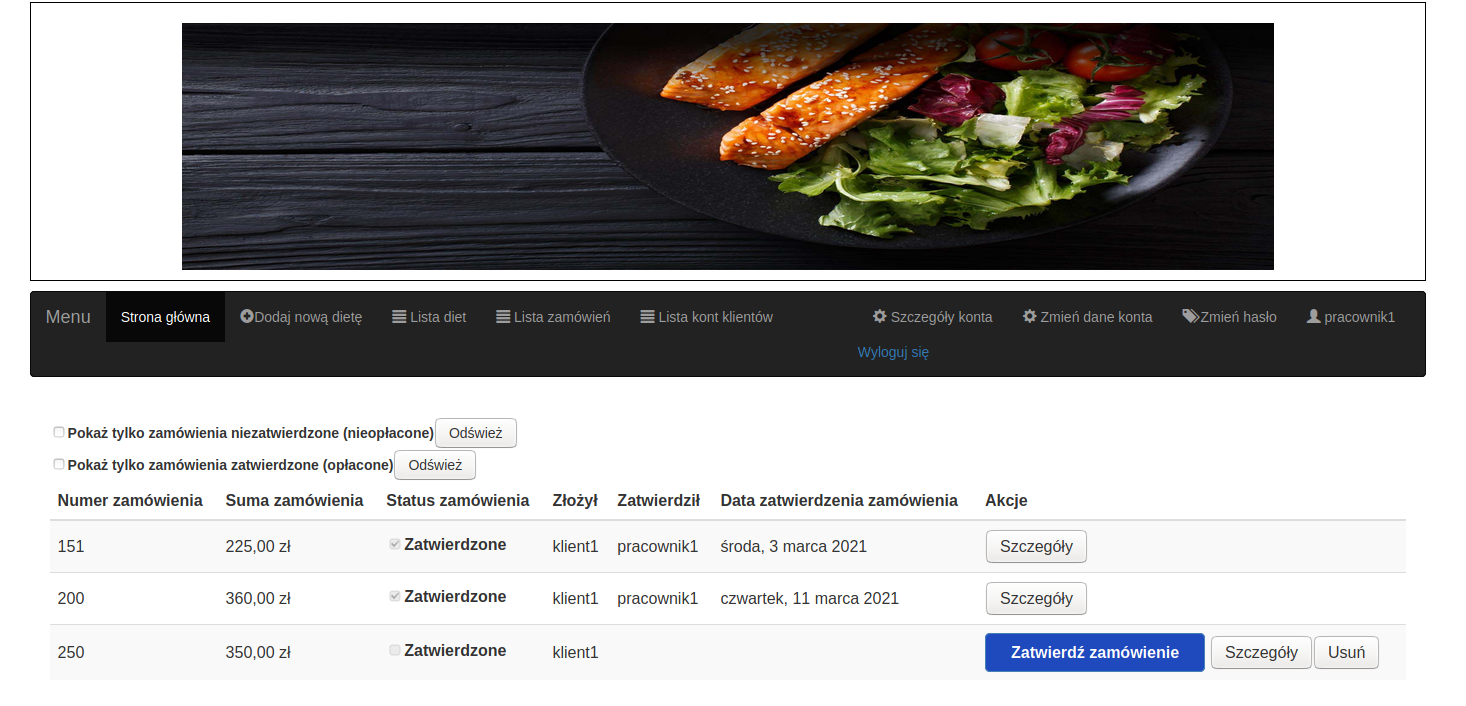 Menu Strona główna Dodaj nową dietę Lista diet Lista zamówień Lista kont klientów Szczegóły konta Zmień dane konta Zmień hasło pracownik1
Wyloguj się
Pokaż tylko zamówienia niezatwierdzone (nieopłacone) Odśwież
Pokaż tylko zamówienia zatwierdzone (opłacone) Odśwież
Numer zamówienia Suma zamówienia Status zamówienia Złożył Zatwierdził Data zatwierdzenia zamówienia Akcje
151 225,00 zł Zatwierdzone klient1 pracownik1 środa, 3 marca 2021 Szczegóły
200 360,00 zł Zatwierdzone klient1 pracownik1 czwartek, 11 marca 2021 Szczegóły
250 350,00 zł Zatwierdzone klient1 Zatwierdź zamówienie Szczegóły Usuń